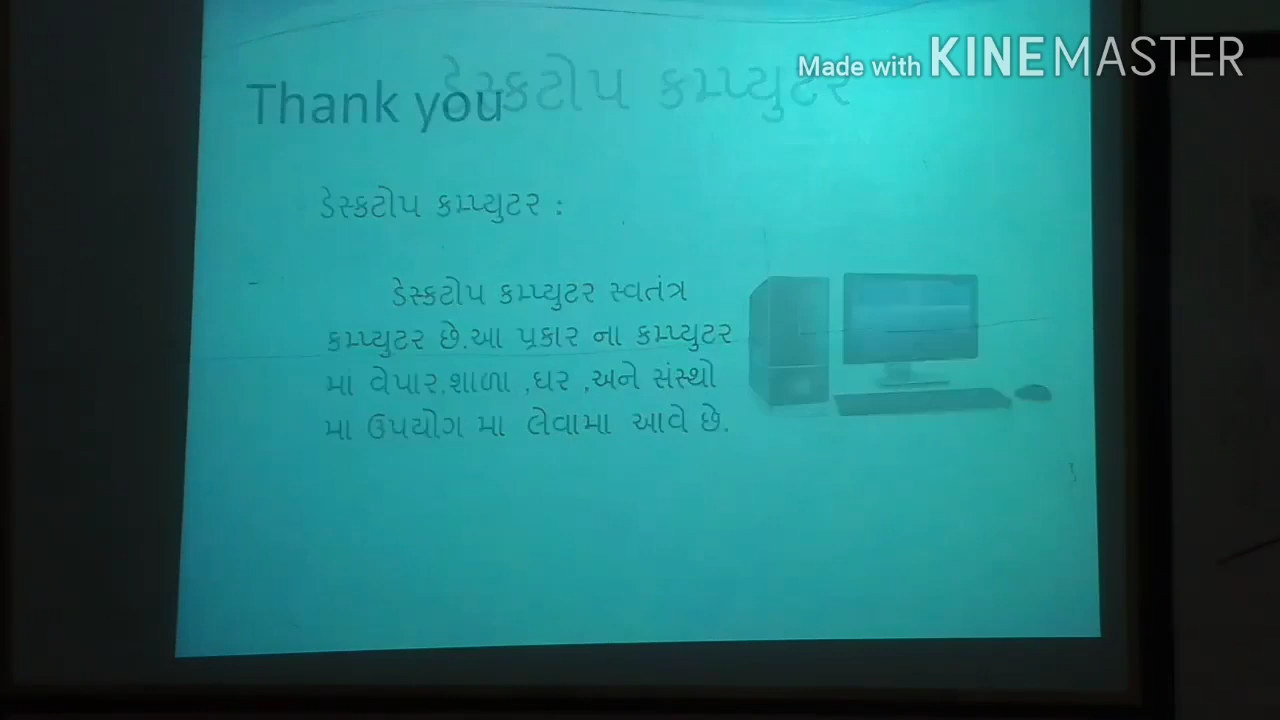 Made with KINEMASTER
ડેસ્કટોપ કમ્પ્યુટર
Thank you
ડેસ્કટોપ કમ્પ્યુટર :
ડેસ્કટોપ કમ્પ્યુટર સ્વતંત્ર
કમ્પ્યુટર છે.આ પ્રકાર ના કમ્પ્યુટર
મા વેપાર,શાળા ,ઘર ,અને સંસ્થો
મા ઉપયોગ મા લેવામા આવે છે.